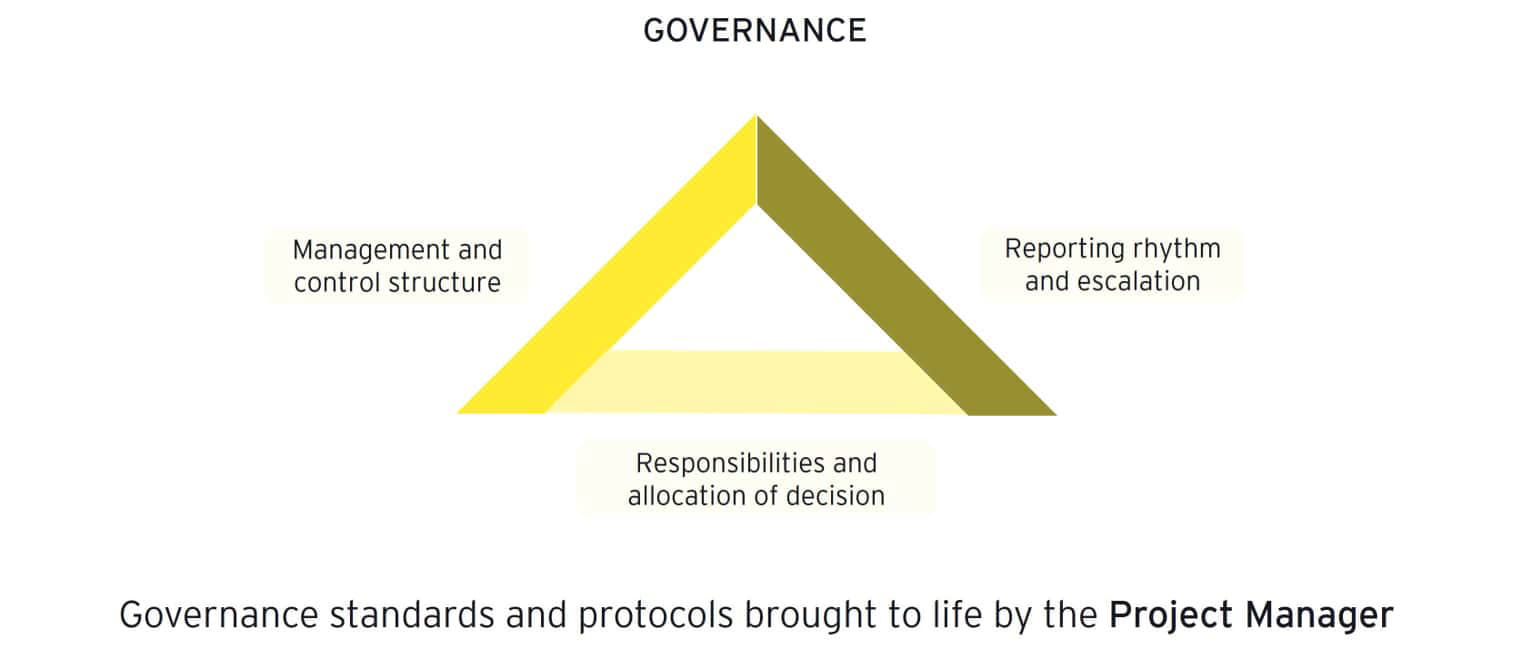 GOVERNANCE
Management and
control structure
Reporting rhythm
and escalation
Responsibilities and
allocation of decision
Governance standards and protocols brought to life by the Project Manager